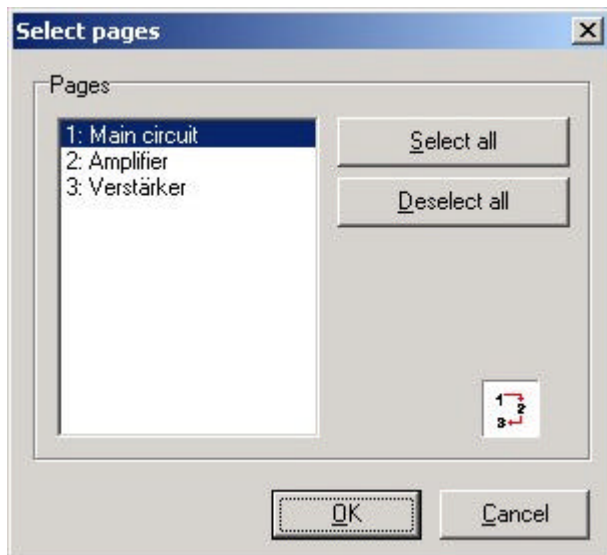 Select pages
Pages
1: Main circuit
2: Amplifier
3: Verstärker
Select all
Deselect all
1 2
3
OK
Cancel